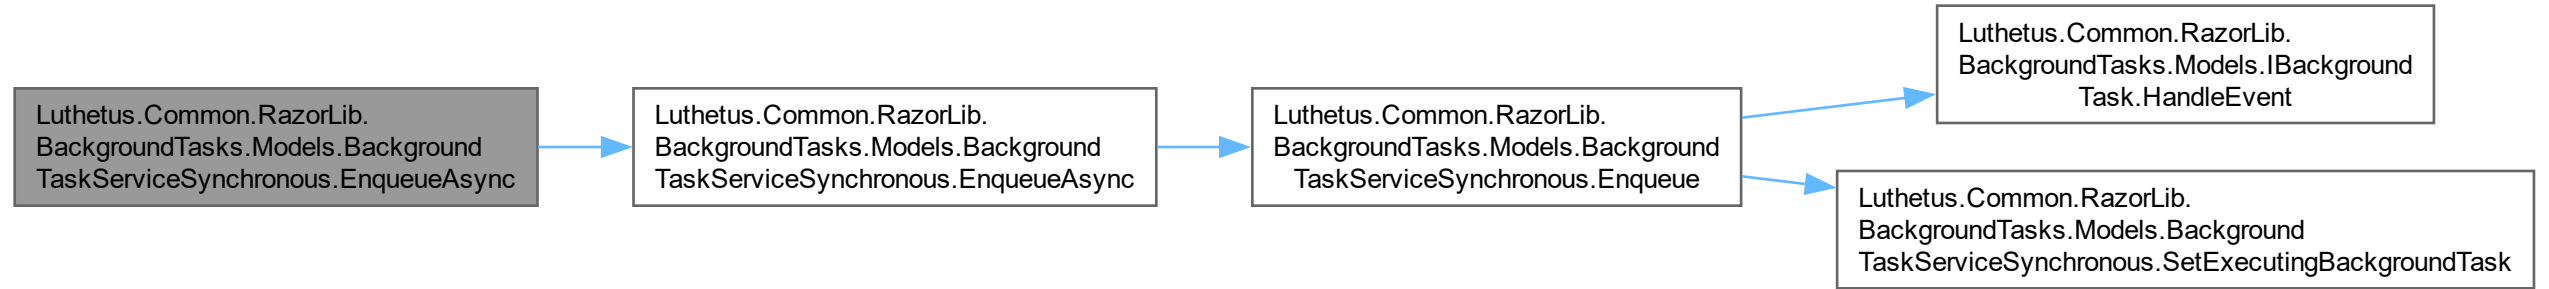 Luthetus.Common.RazorLib.
BackgroundTasks.Models.Background
TaskServiceSynchronous.EnqueueAsync
Luthetus.Common.RazorLib.
BackgroundTasks.Models.Background
TaskServiceSynchronous.EnqueueAsync
Luthetus.Common.RazorLib.
BackgroundTasks.Models.Background
TaskServiceSynchronous.Enqueue
Luthetus.Common.RazorLib.
BackgroundTasks.Models.IBackground
Task.HandleEvent
Luthetus.Common.RazorLib.
BackgroundTasks.Models.Background
TaskServiceSynchronous.SetExecutingBackgroundTask